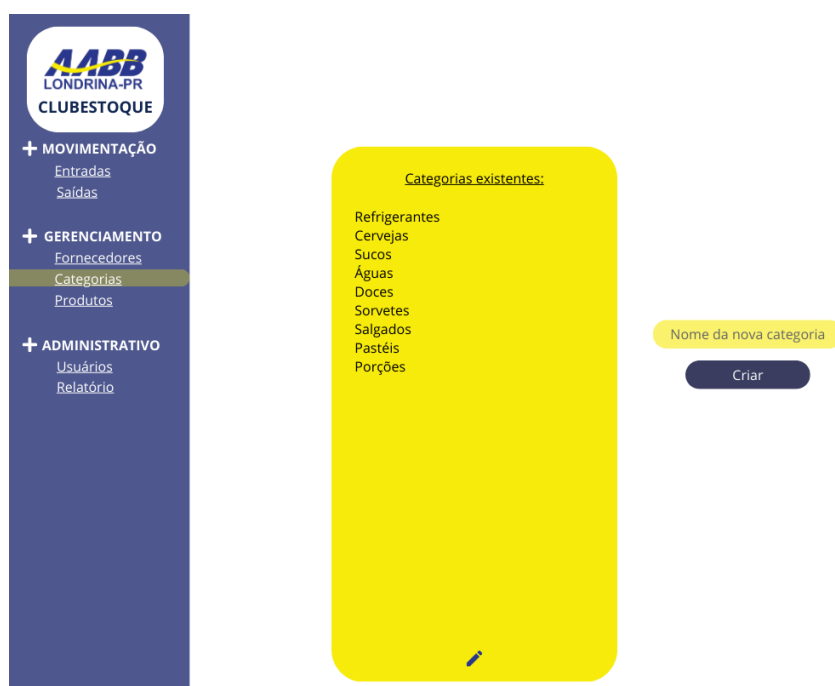 AABB
LONDRINA-PR
CLUBESTOQUE
MOVIMENTAÇÃO
Entradas
Saídas
GERENCIAMENTO
Fornecedores
Categorias
Produtos
ADMINISTRATIVO
Usuários
Relatório
Categorias existentes:
Refrigerantes
Cervejas
Sucos
Águas
Doces
Sorvetes
Salgados
Pastéis
Porções
Nome da nova categoria
Criar